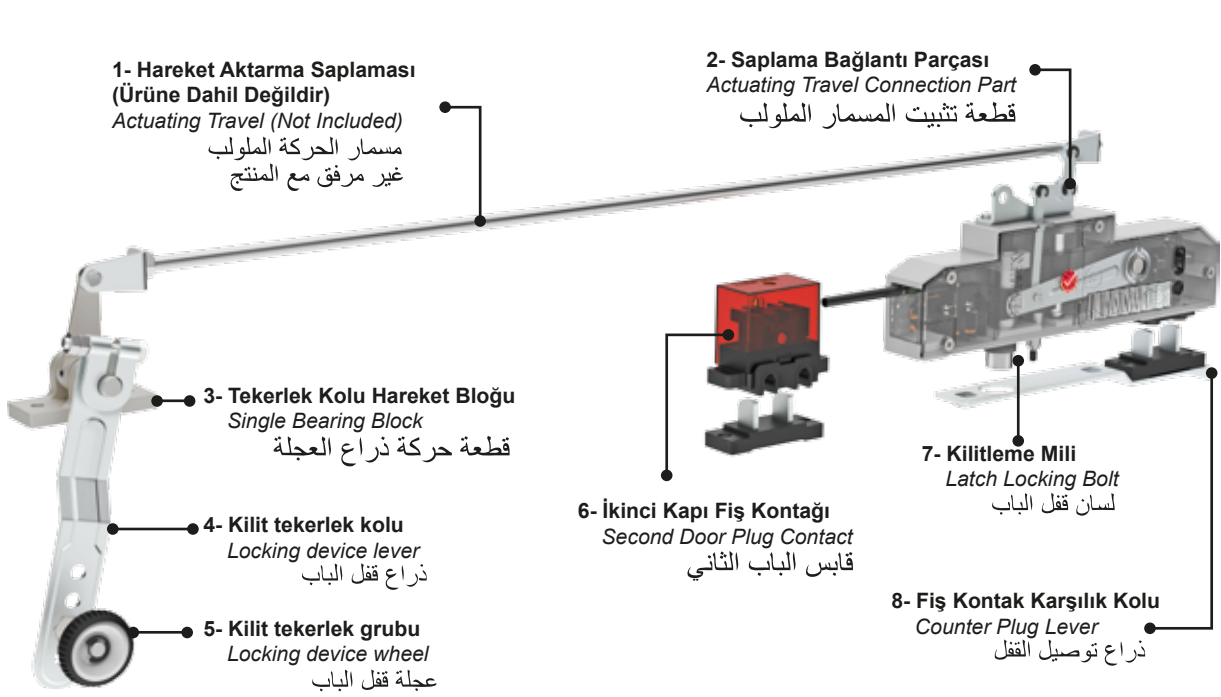 1- Hareket Aktarma Saplaması
(Ürüne Dahil Değildir)
Actuating Travel (Not Included)
مسمار الحركة الملولب
غير مرفق مع المنتج
2- Saplama Bağlantı Parçası
Actuating Travel Connection Part
قطعة تثبيت المسمار الملولب
3- Tekerlek Kolu Hareket Bloğu
Single Bearing Block
قطعة حركة ذراع العجلة
4- Kilit tekerlek kolu
Locking device lever
ذراع قفل الباب
5- Kilit tekerlek grubu
Locking device wheel
عجلة قفل الباب
6- İkinci Kapı Fiş Kontağı
Second Door Plug Contact
قابس الباب الثاني
7- Kilitleme Mili
Latch Locking Bolt
لسان قفل الباب
8- Fiş Kontak Karşılık Kolu
Counter Plug Lever
ذراع توصيل القفل